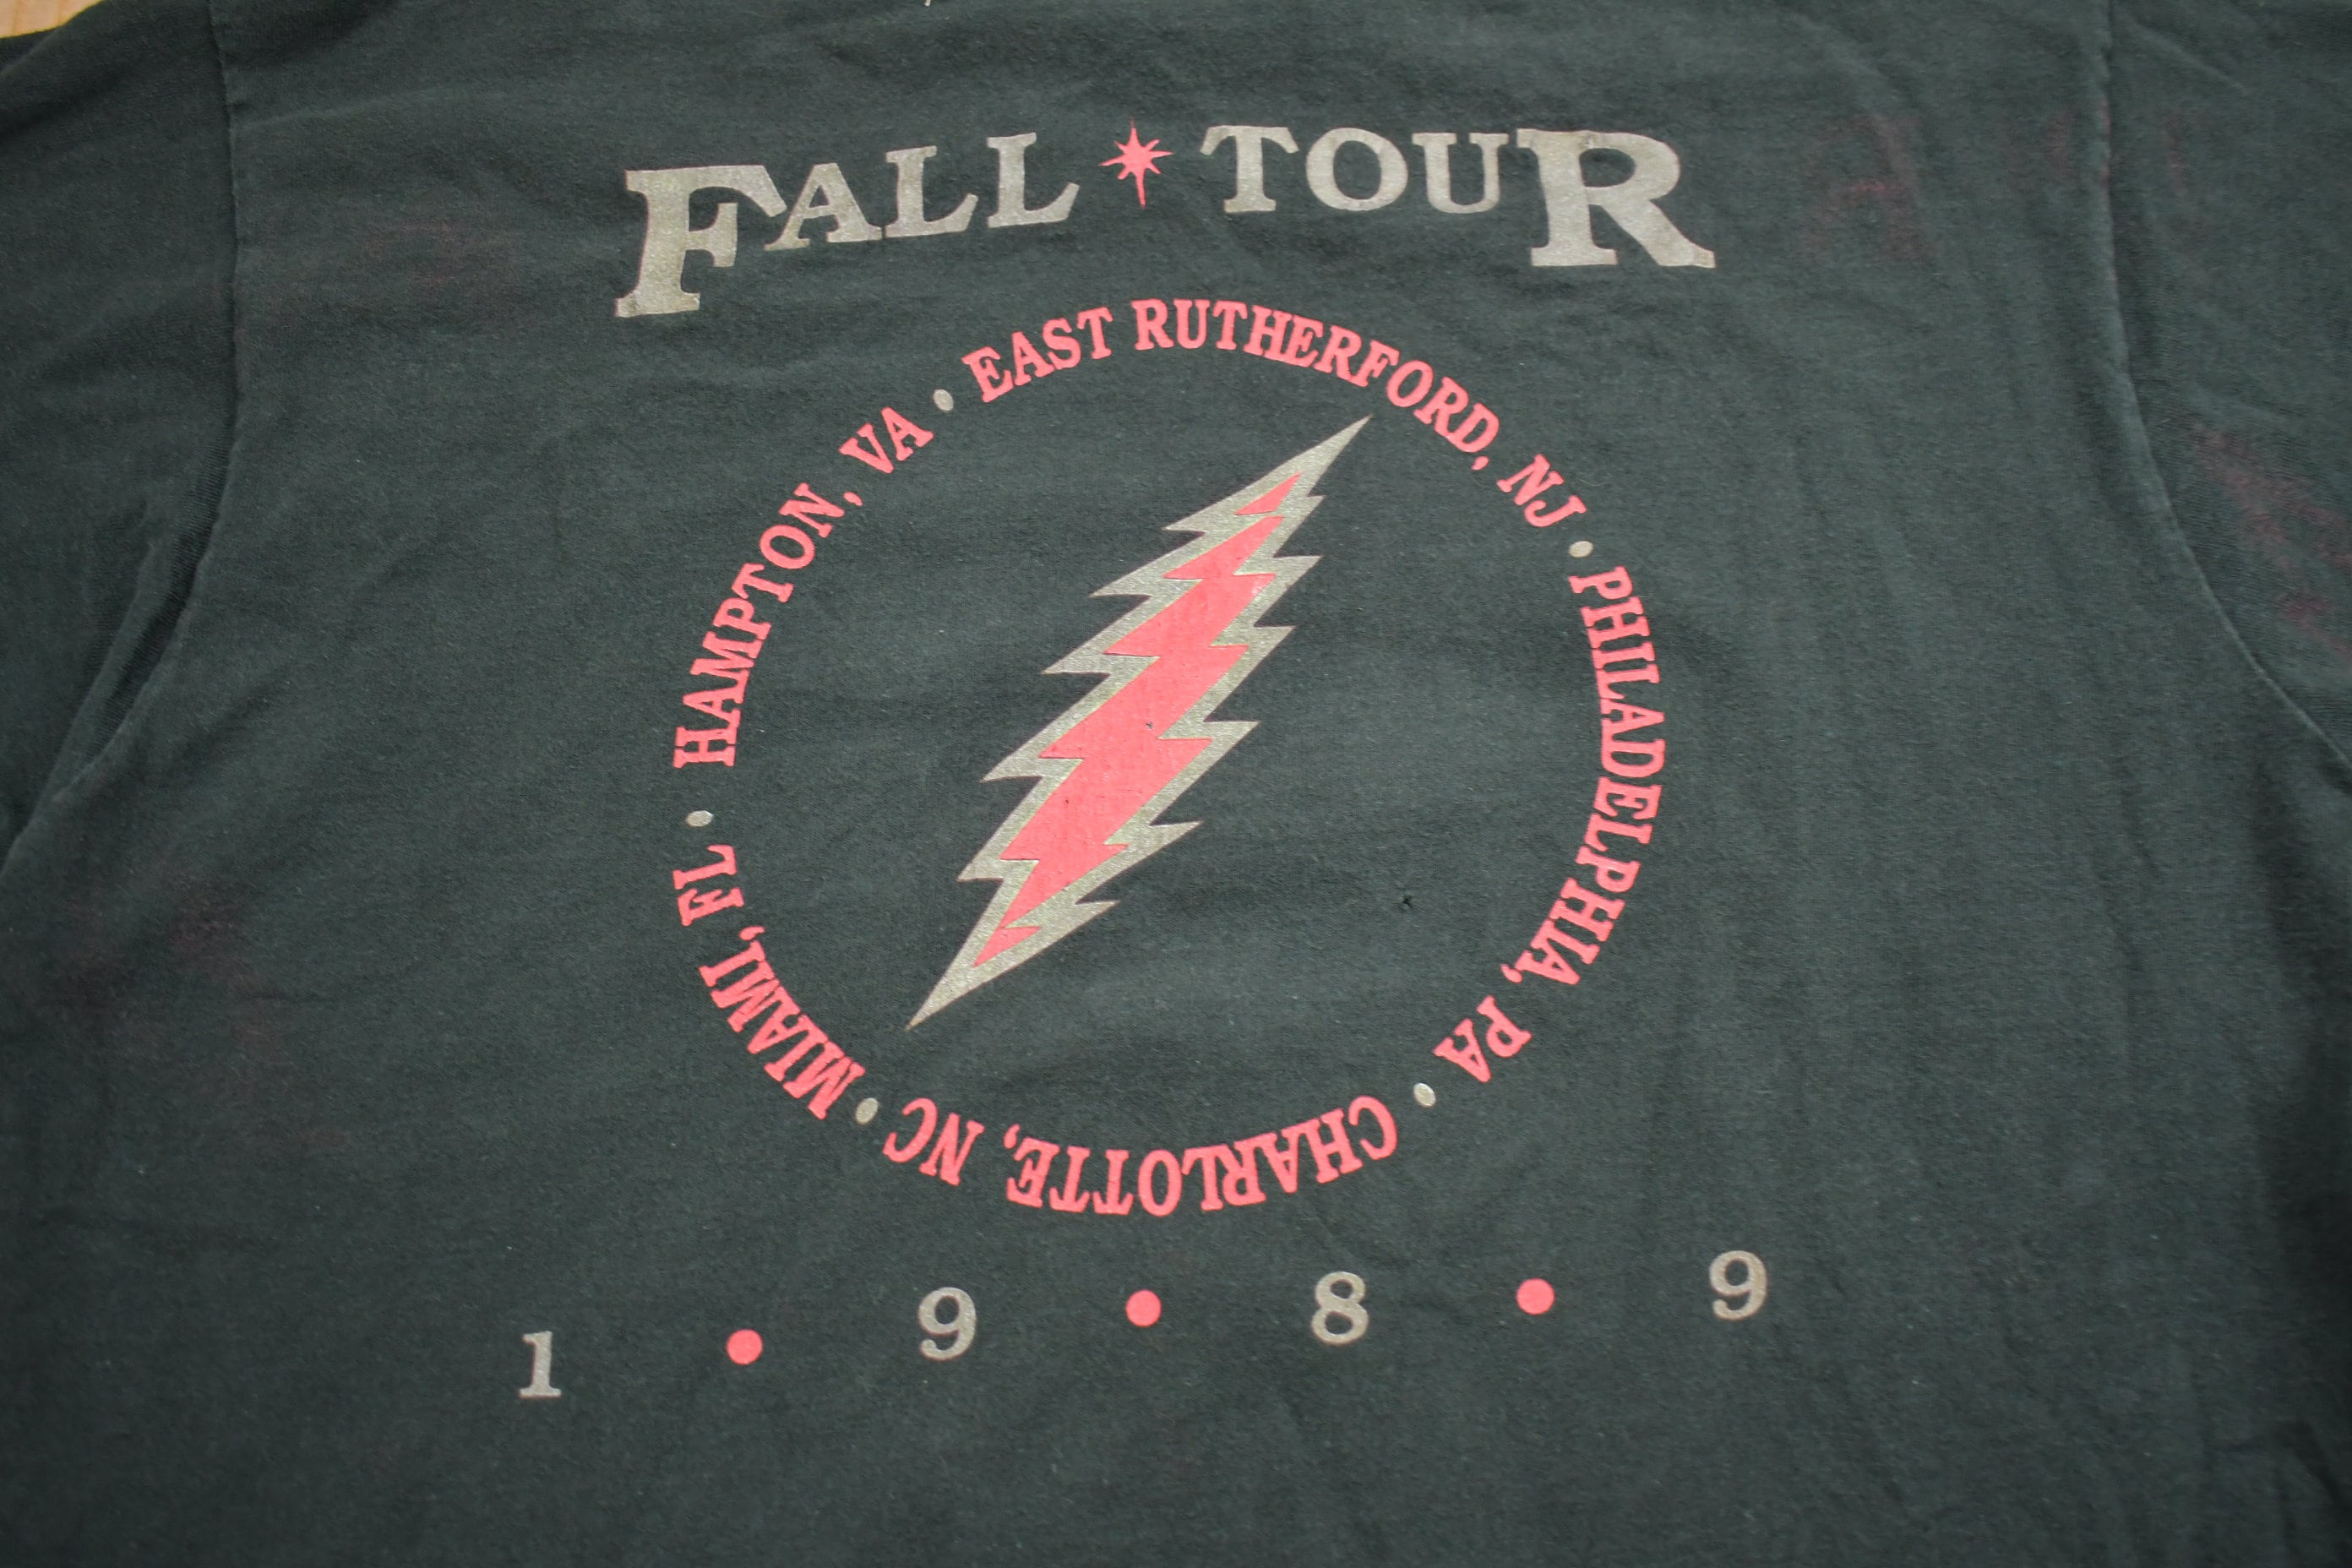 FALL TOUR
HAMPTON, VA • EAST RUTHERFORD, NJ • PHILADELPHIA, PA • CHARLOTTE, NC • MIAMI, FL •
1 • 9 • 8 • 9